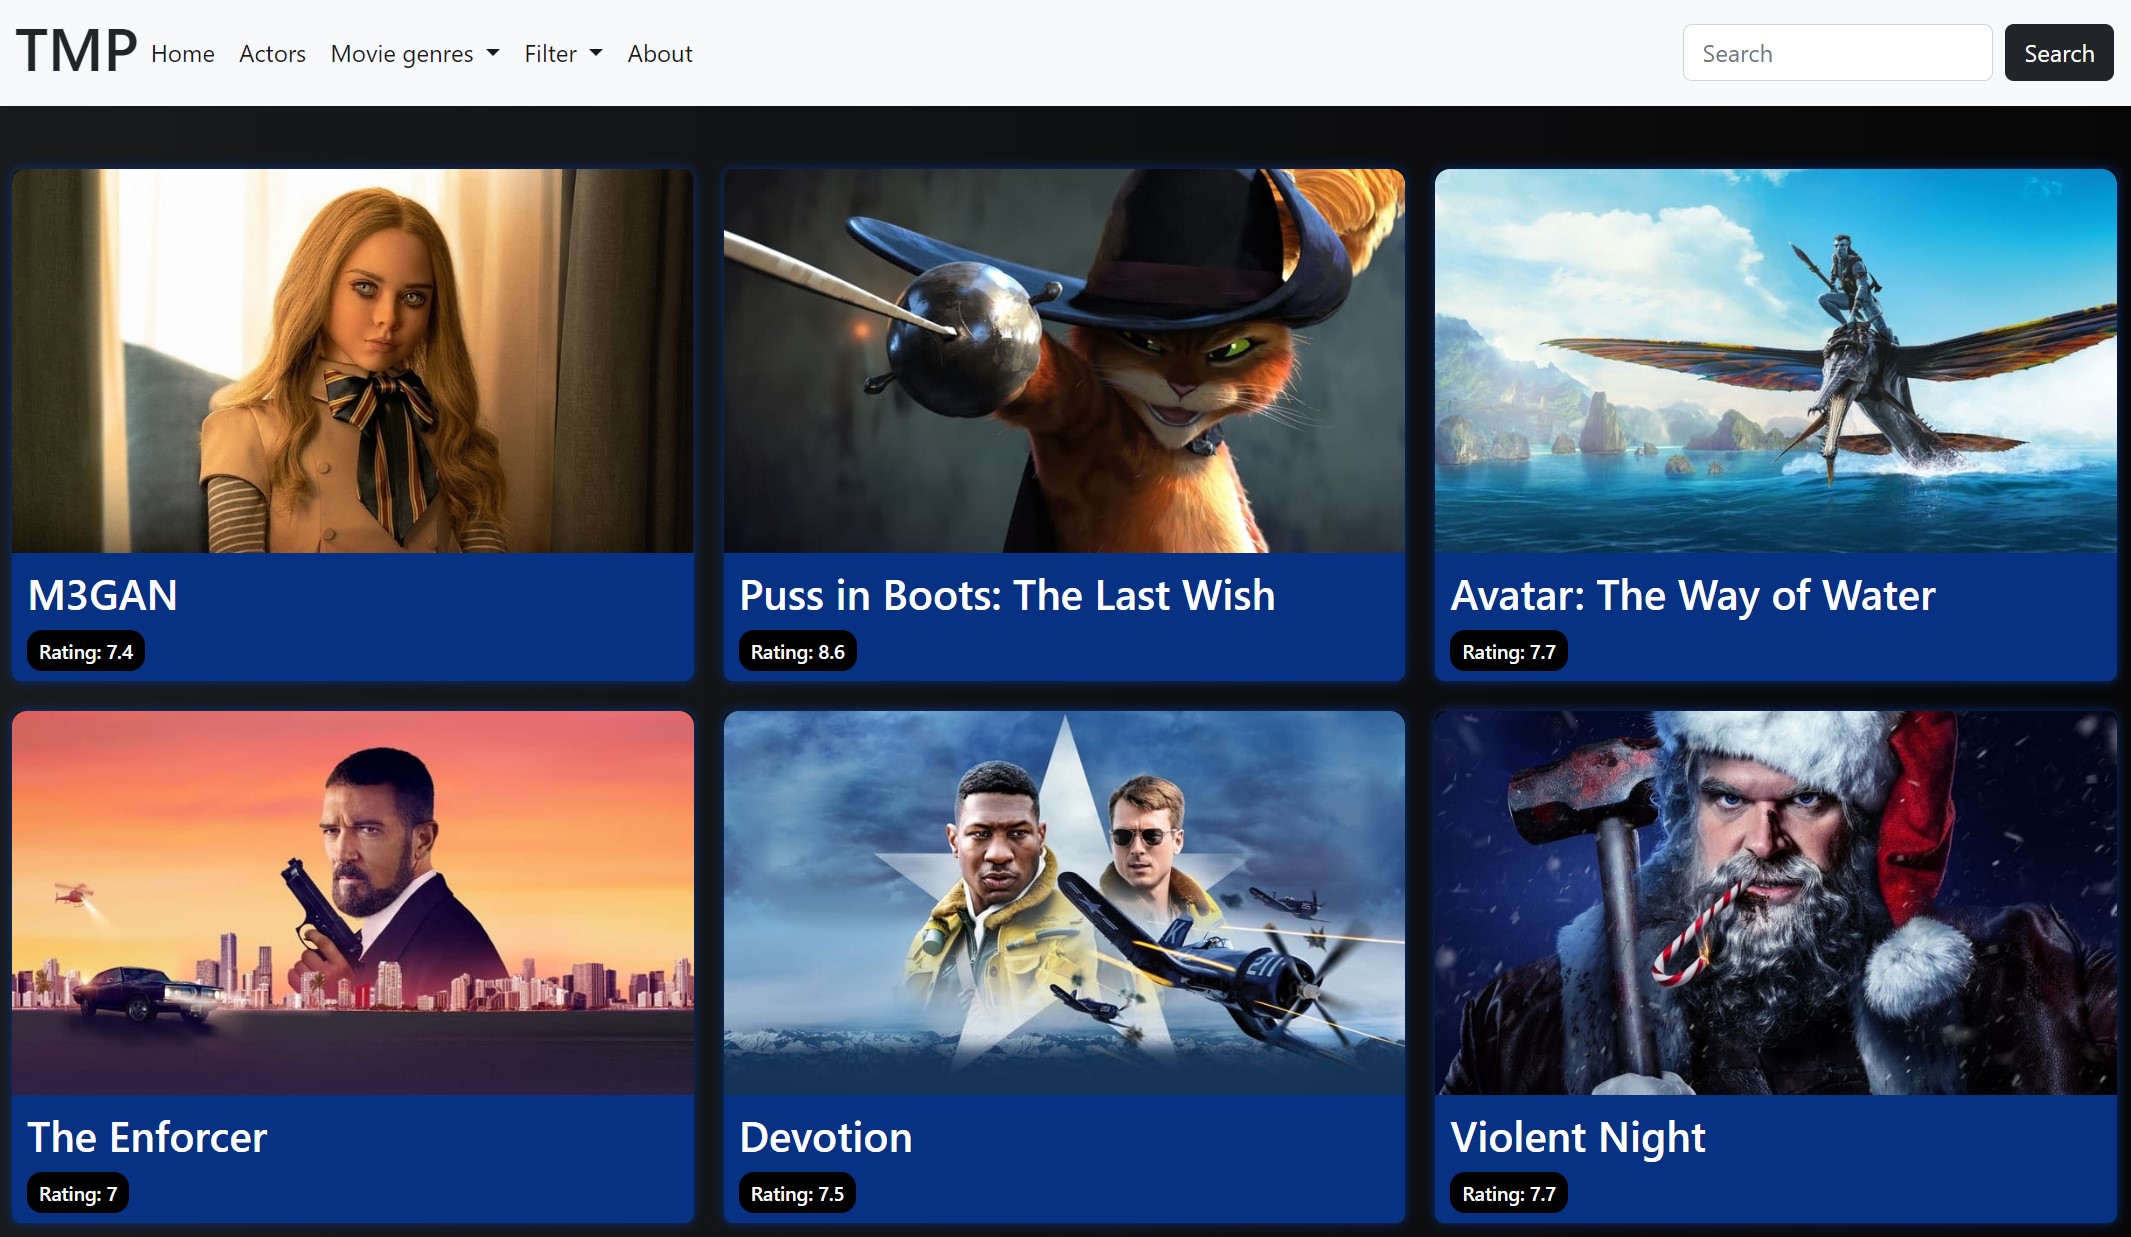 TMP Home Actors Movie genres Filter About Search Search
M3GAN
Rating: 7.4
Puss in Boots: The Last Wish
Rating: 8.6
Avatar: The Way of Water
Rating: 7.7
The Enforcer
Rating: 7
K
211
Devotion
Rating: 7.5
Violent Night
Rating: 7.7